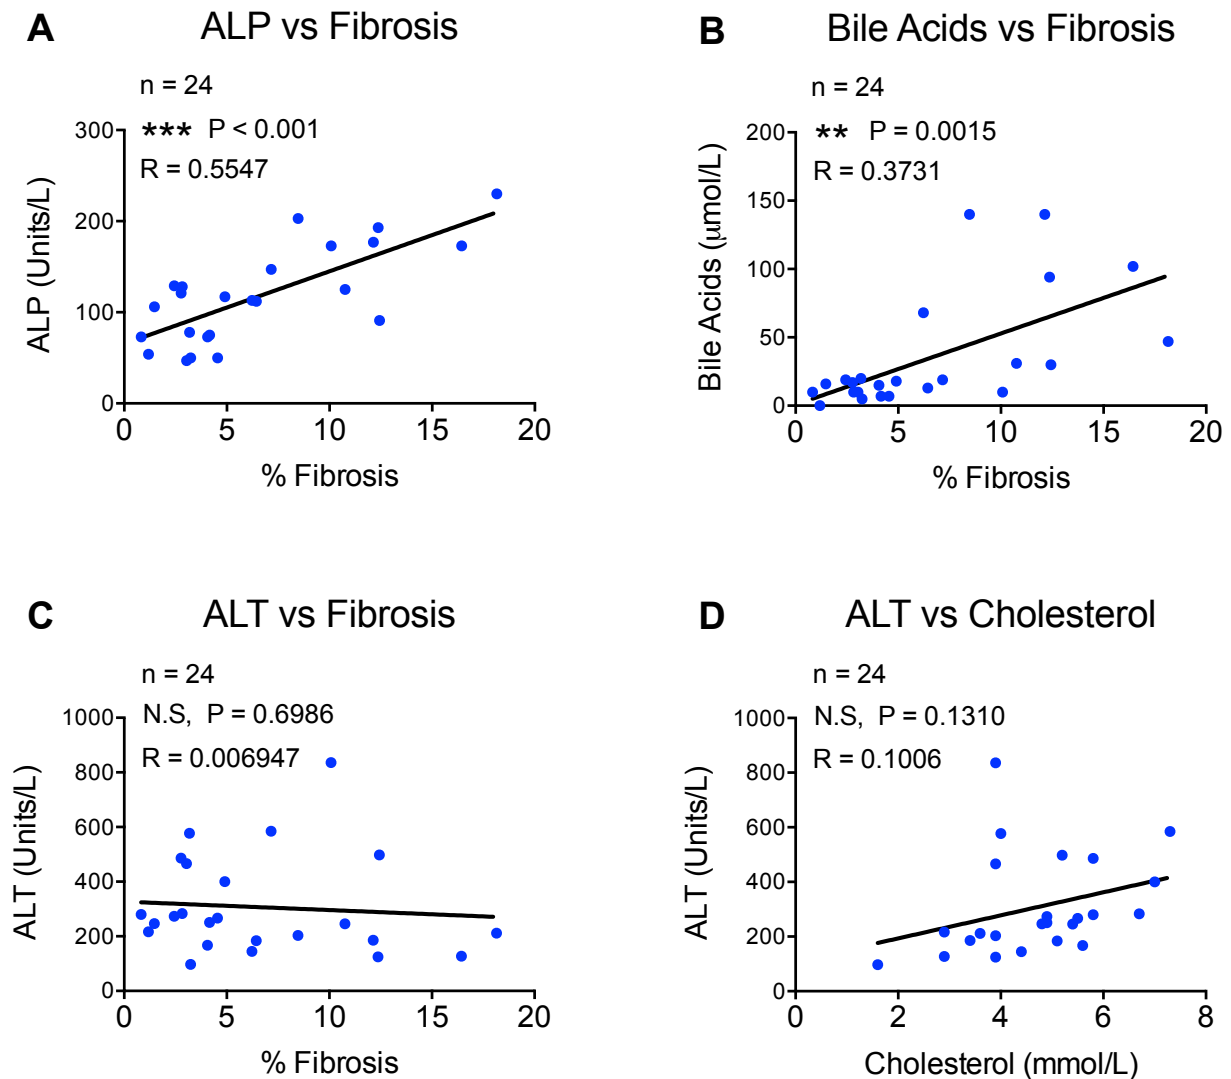 A
ALP vs Fibrosis
n = 24
*** P < 0.001
R = 0.5547
300
200
100
0
ALP (Units/L)
0 5 10 15 20
% Fibrosis
B
Bile Acids vs Fibrosis
n = 24
** P = 0.0015
R = 0.3731
200
150
100
50
0
Bile Acids (μmol/L)
0 5 10 15 20
% Fibrosis
C
ALT vs Fibrosis
n = 24
N.S, P = 0.6986
R = 0.006947
1000
800
600
400
200
0
ALT (Units/L)
0 5 10 15 20
% Fibrosis
D
ALT vs Cholesterol
n = 24
N.S, P = 0.1310
R = 0.1006
1000
800
600
400
200
0
ALT (Units/L)
0 2 4 6 8
Cholesterol (mmol/L)